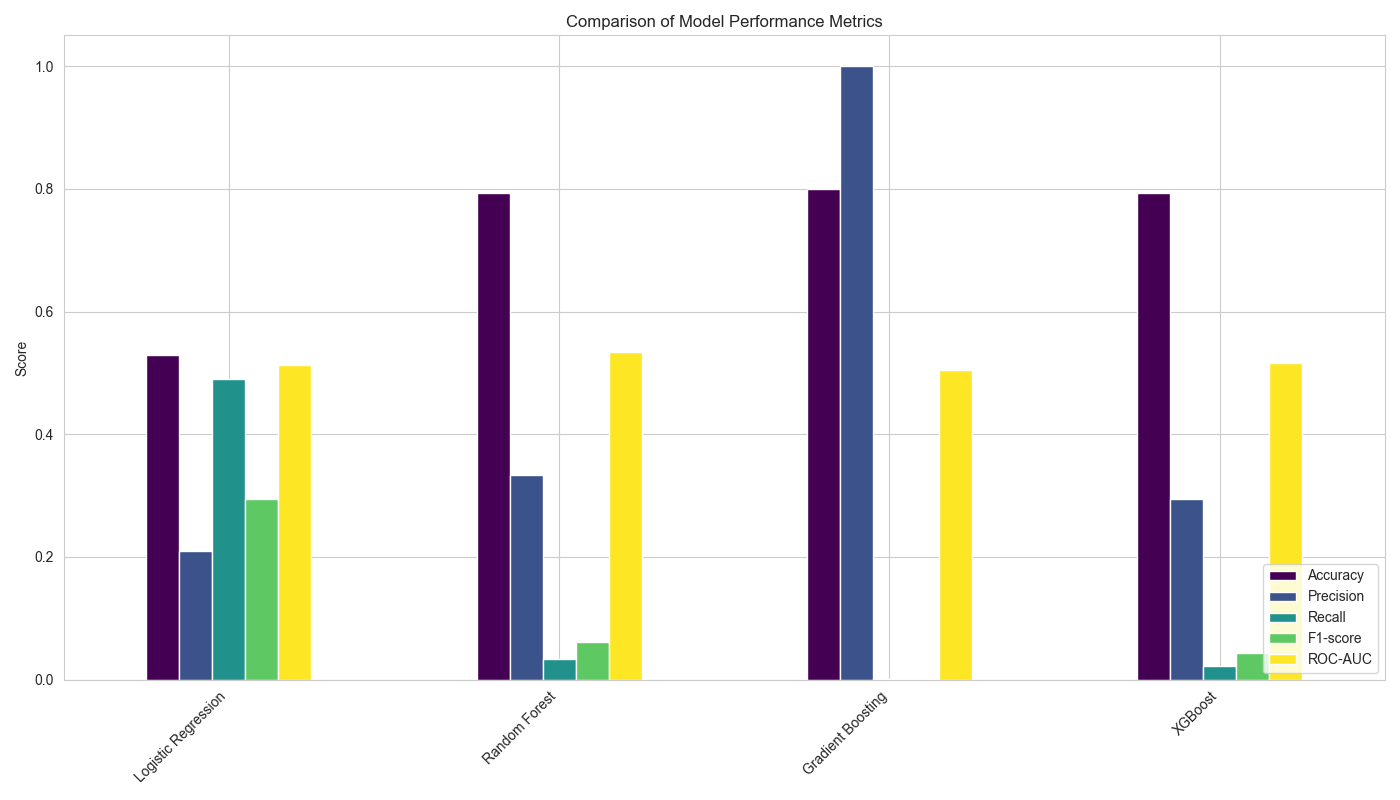 Comparison of Model Performance Metrics
Score
1.0
0.8
0.6
0.4
0.2
0.0
Logistic Regression
Random Forest
Gradient Boosting
XGBoost
Accuracy
Precision
Recall
F1-score
ROC-AUC